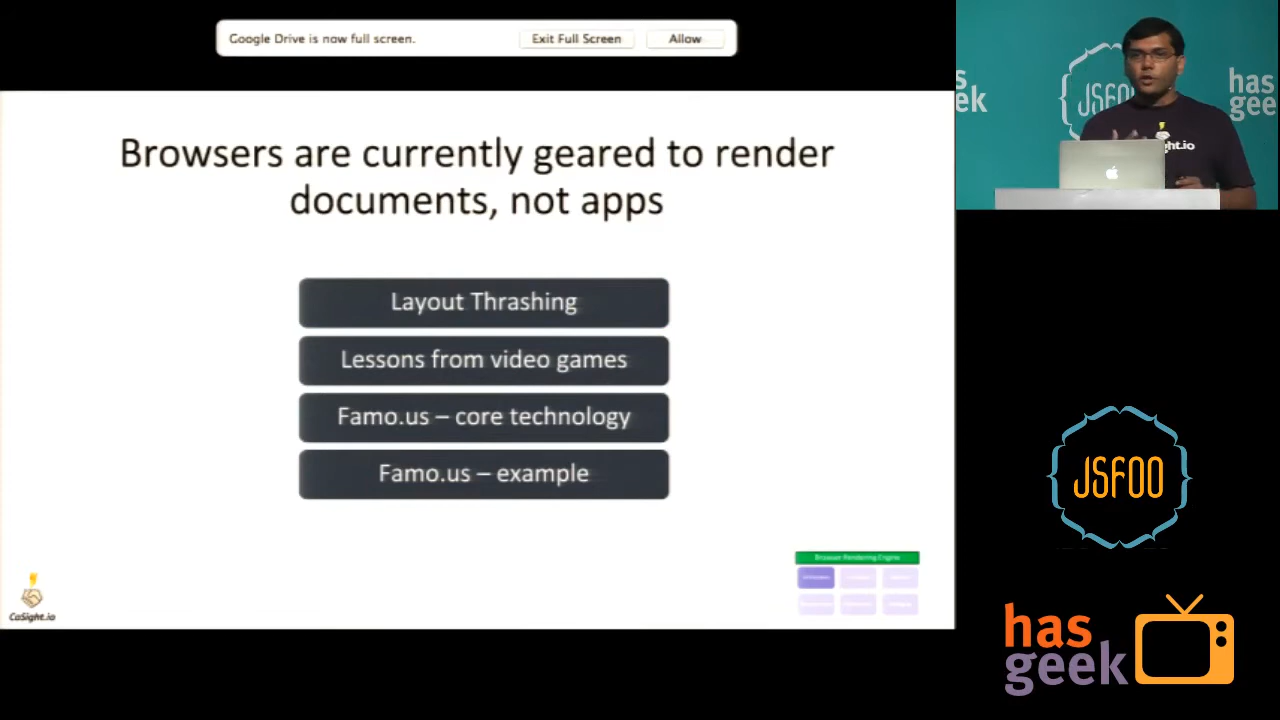 Google Drive is now full screen.
Exit Full Screen
Allow
Browsers are currently geared to render
documents, not apps
Layout Thrashing
Lessons from video games
Famo.us – core technology
Famo.us – example
Browser Rendering Engine
CoSight.io
has
geek
JSFOO
has
geek